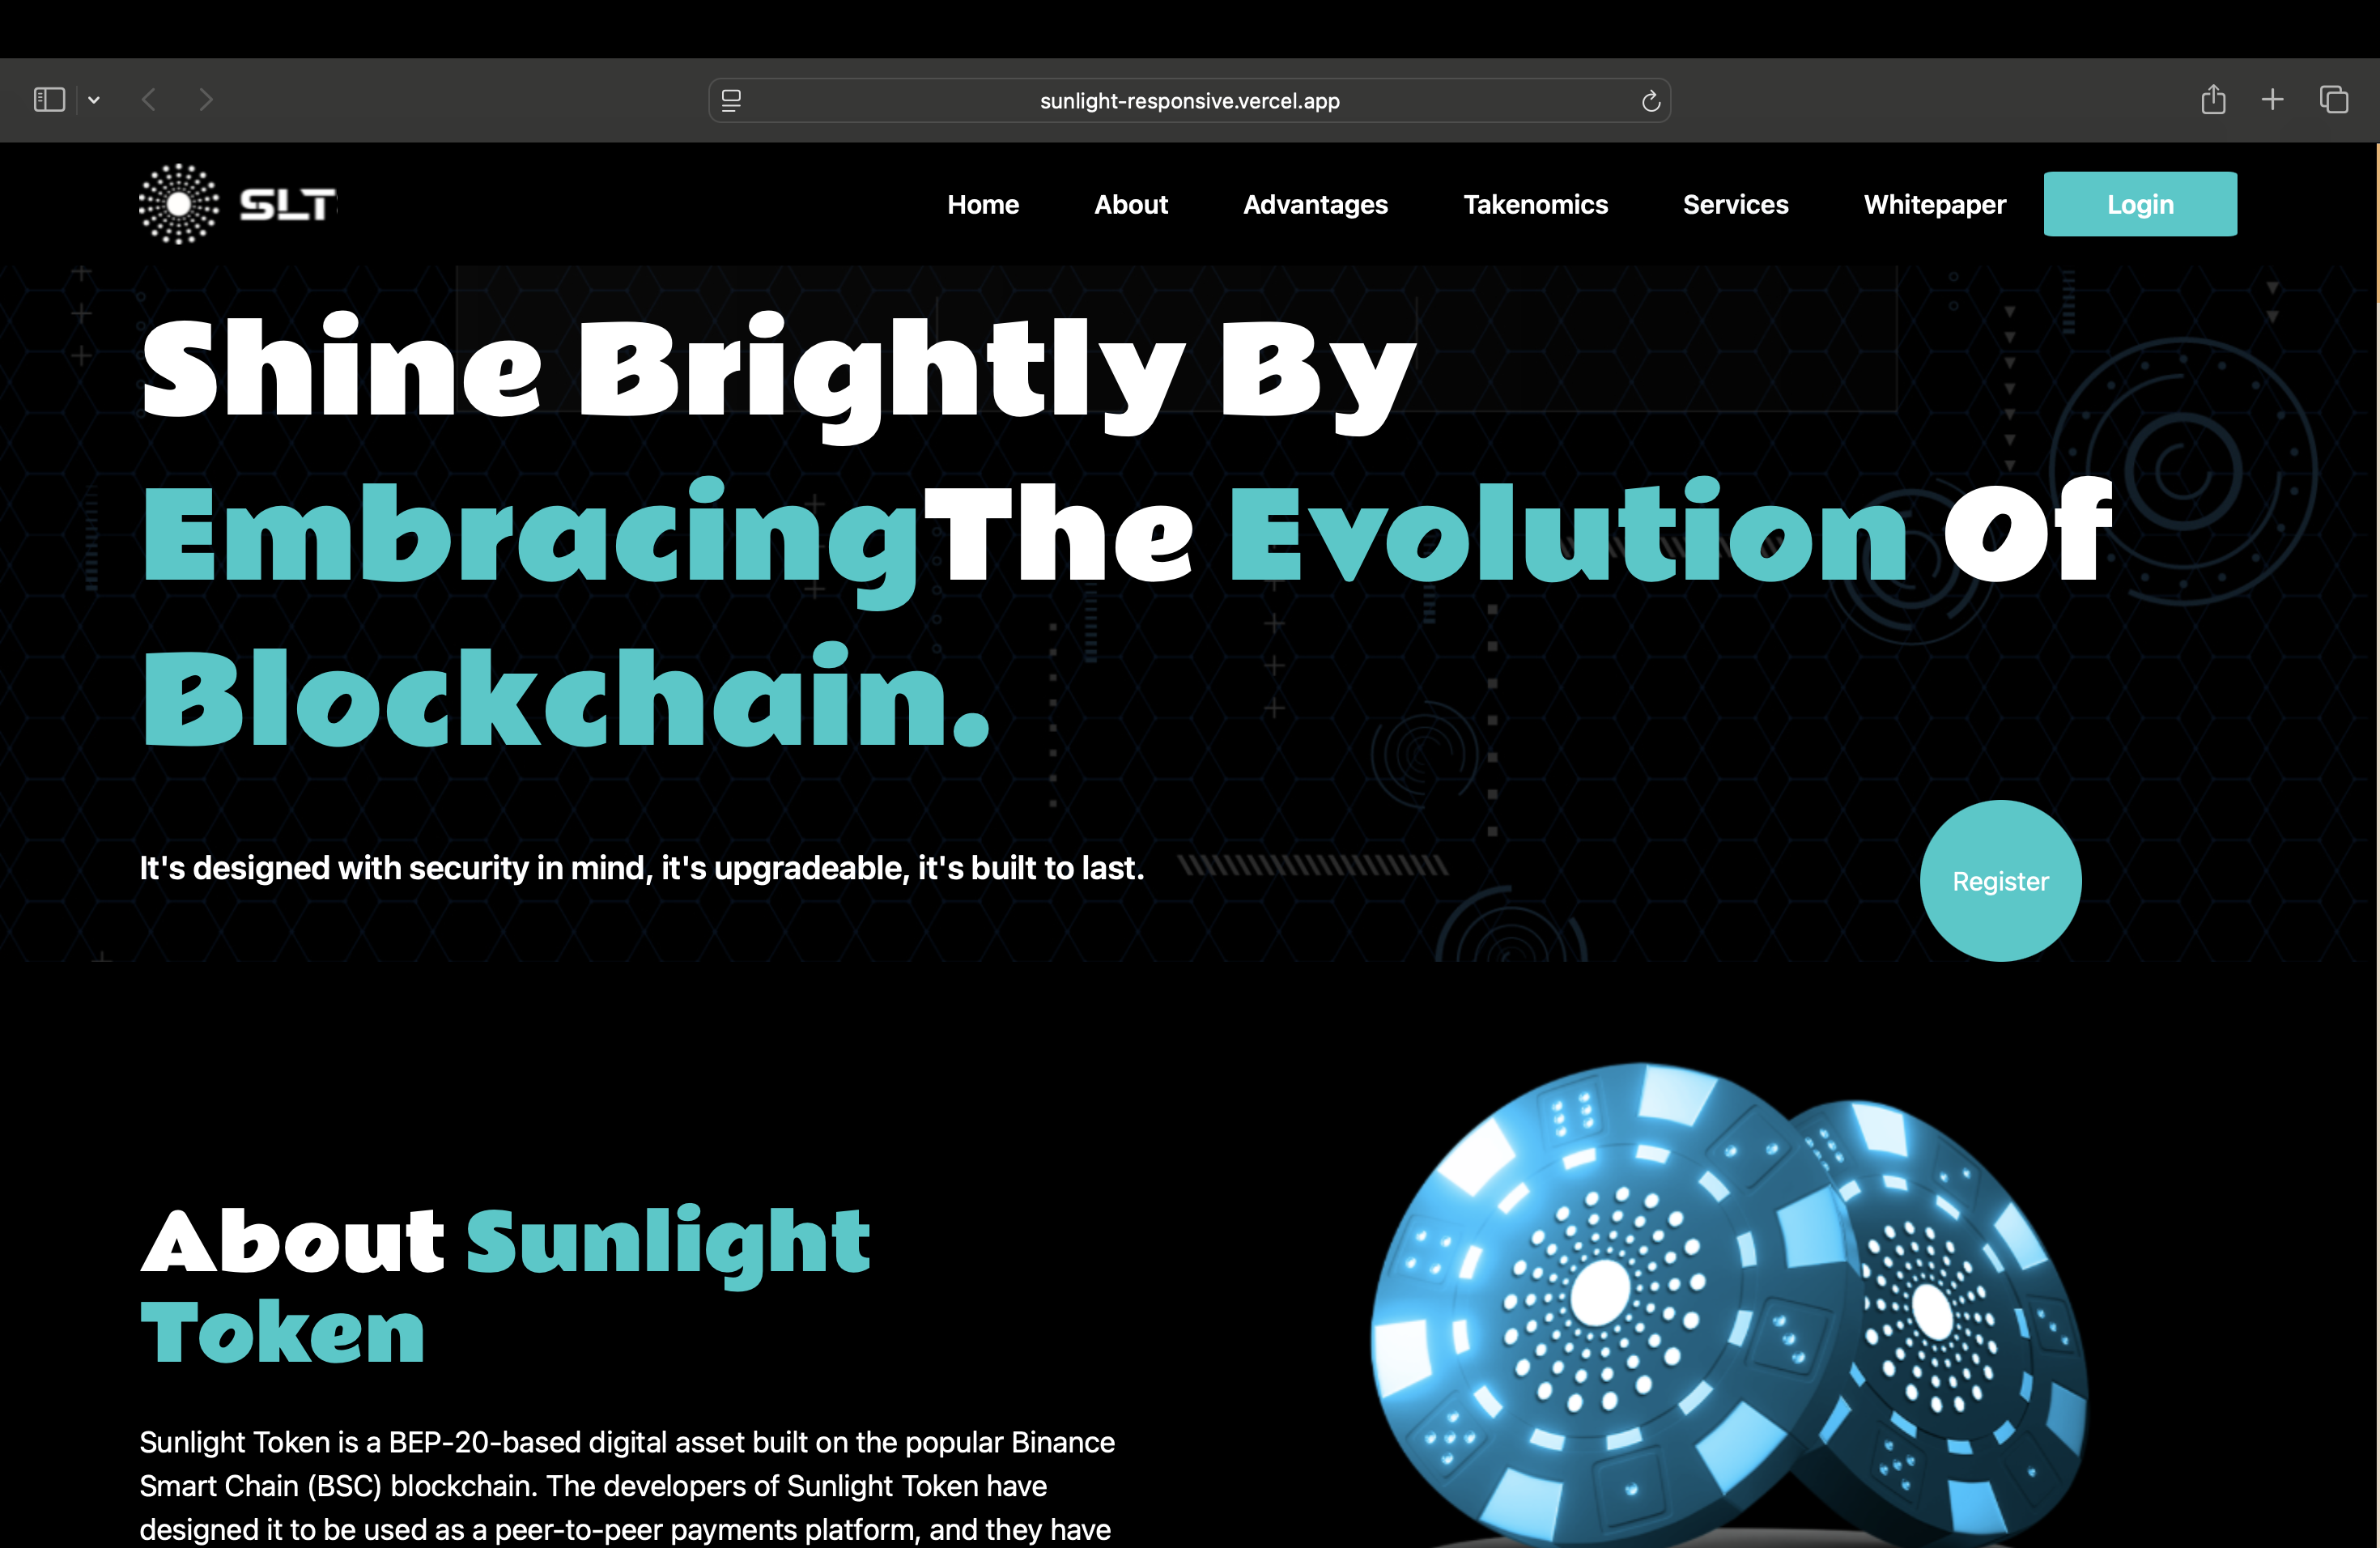 sunlight-responsive.vercel.app
SLT
Home About Advantages Takenomics Services Whitepaper Login
Shine Brightly By
EmbracingThe Evolution Of
Blockchain.
It's designed with security in mind, it's upgradeable, it's built to last.
Register
About Sunlight
Token
Sunlight Token is a BEP-20-based digital asset built on the popular Binance
Smart Chain (BSC) blockchain. The developers of Sunlight Token have
designed it to be used as a peer-to-peer payments platform, and they have